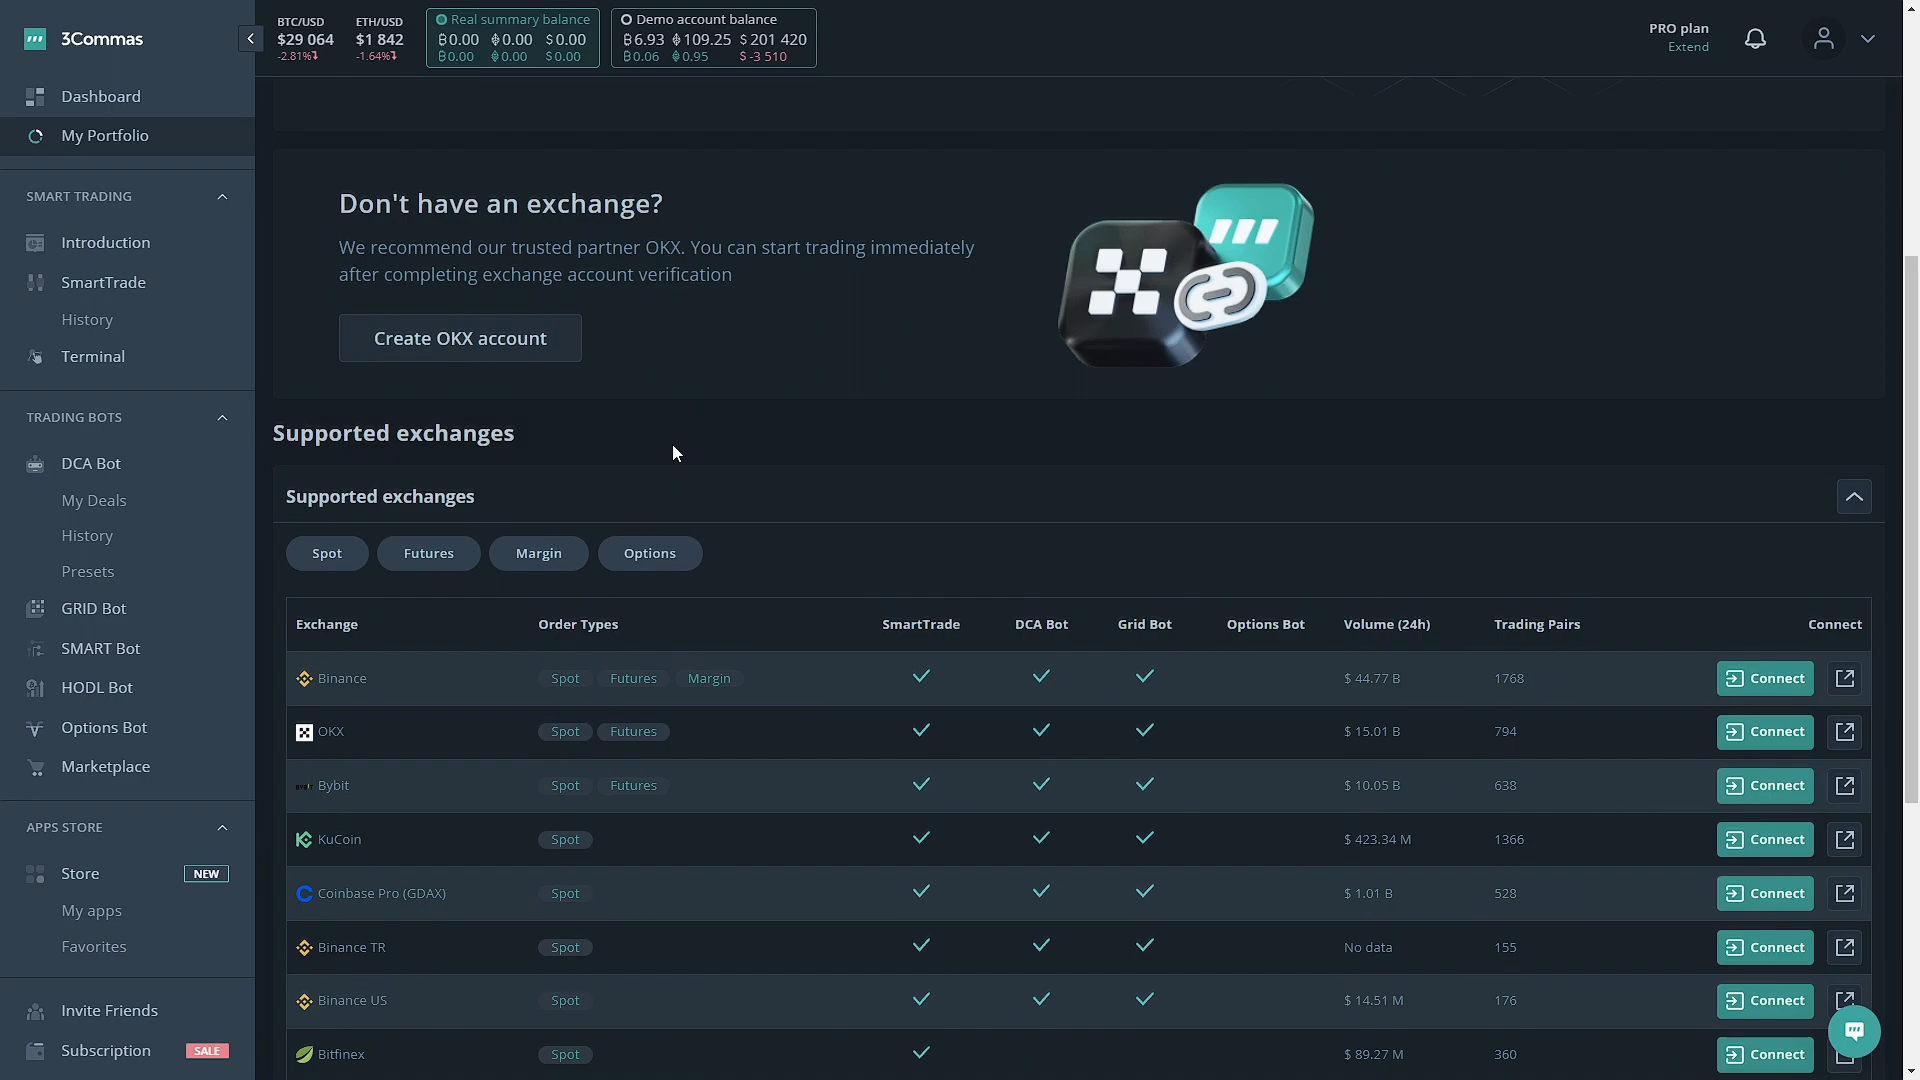 3Commas
BTC/USD
$29 064
-2.81%
ETH/USD
$1 842
-1.64%
Real summary balance
₿0.00 0.00 $0.00
₿0.00 0.00 $0.00
Demo account balance
₿6.93 109.25 $201 420
₿0.06 0.95 $-3 510
PRO plan
Extend
Dashboard
My Portfolio
SMART TRADING
Introduction
SmartTrade
History
Terminal
TRADING BOTS
DCA Bot
My Deals
History
Presets
GRID Bot
SMART Bot
HODL Bot
Options Bot
Marketplace
APPS STORE
Store NEW
My apps
Favorites
Invite Friends
Subscription SALE
Don't have an exchange?
We recommend our trusted partner OKX. You can start trading immediately
after completing exchange account verification
Create OKX account
Supported exchanges
Supported exchanges
Spot Futures Margin Options
Exchange Order Types SmartTrade DCA Bot Grid Bot Options Bot Volume (24h) Trading Pairs Connect
Binance Spot Futures Margin $ 44.77 B 1768 Connect
OKX Spot Futures $ 15.01 B 794 Connect
Bybit Spot Futures $ 10.05 B 638 Connect
KuCoin Spot $ 423.34 M 1366 Connect
Coinbase Pro (GDAX) Spot $ 1.01 B 528 Connect
Binance TR Spot No data 155 Connect
Binance US Spot $ 14.51 M 176 Connect
Bitfinex Spot $ 89.27 M 360 Connect